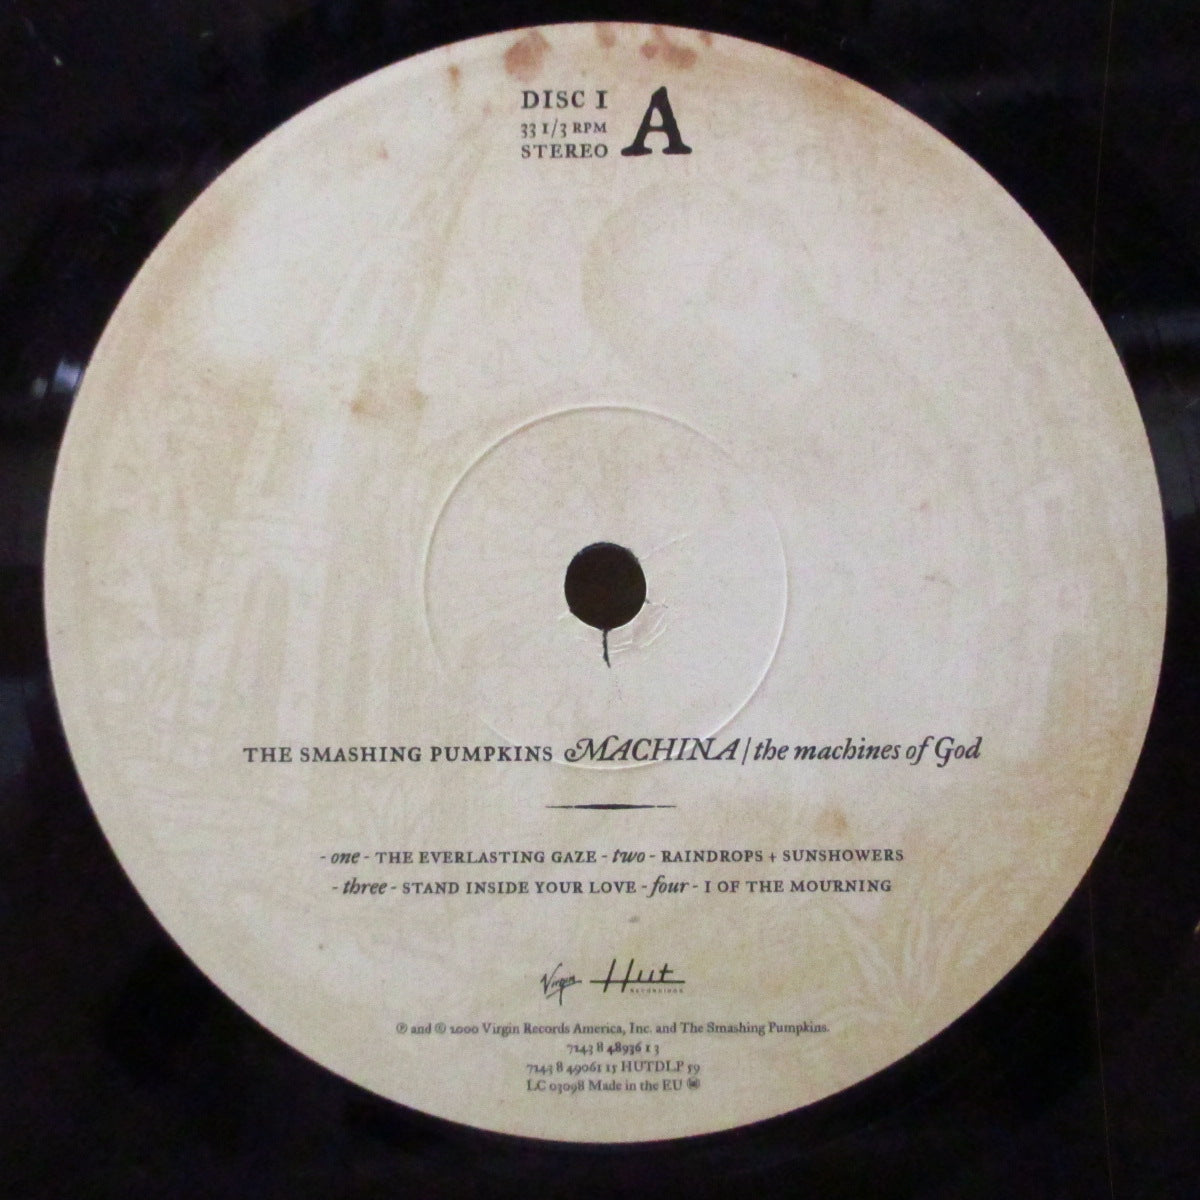 DISC I
33 1/3 RPM
STEREO
A
THE SMASHING PUMPKINS MACHINA / the machines of God
- one - THE EVERLASTING GAZE - two - RAINDROPS + SUNSHOWERS
- three - STAND INSIDE YOUR LOVE - four - I OF THE MOURNING
Virgin Hut
RECORDINGS
℗ and © 2000 Virgin Records America, Inc. and The Smashing Pumpkins.
7243 8 48936 1 3
7243 8 49061 15 HUTDLP 59
LC 03098 Made in the EU